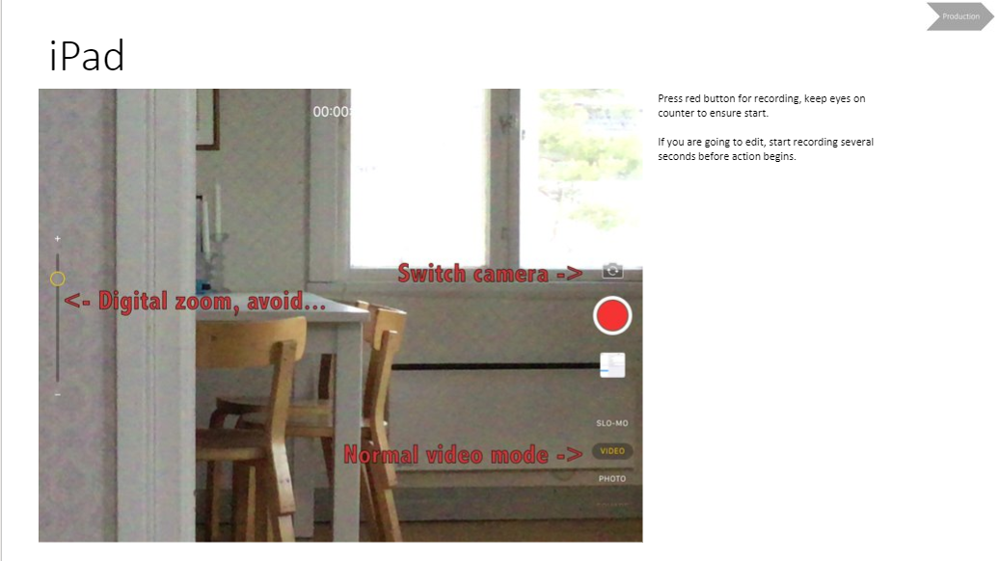 Production
iPad
Press red button for recording, keep eyes on
counter to ensure start.
If you are going to edit, start recording several
seconds before action begins.
00:00:
+
Switch camera ->
<- Digital zoom, avoid...
-
SLO-MO
Normal video mode ->
VIDEO
PHOTO